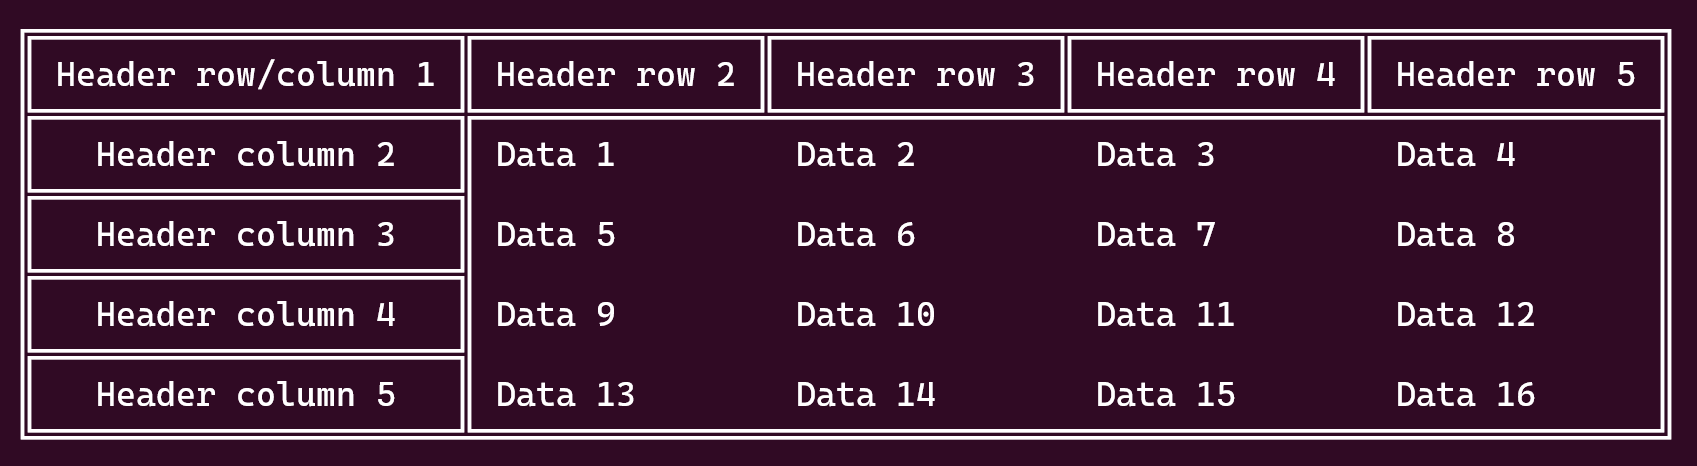 Header row/column 1 Header row 2 Header row 3 Header row 4 Header row 5
Header column 2 Data 1 Data 2 Data 3 Data 4
Header column 3 Data 5 Data 6 Data 7 Data 8
Header column 4 Data 9 Data 10 Data 11 Data 12
Header column 5 Data 13 Data 14 Data 15 Data 16